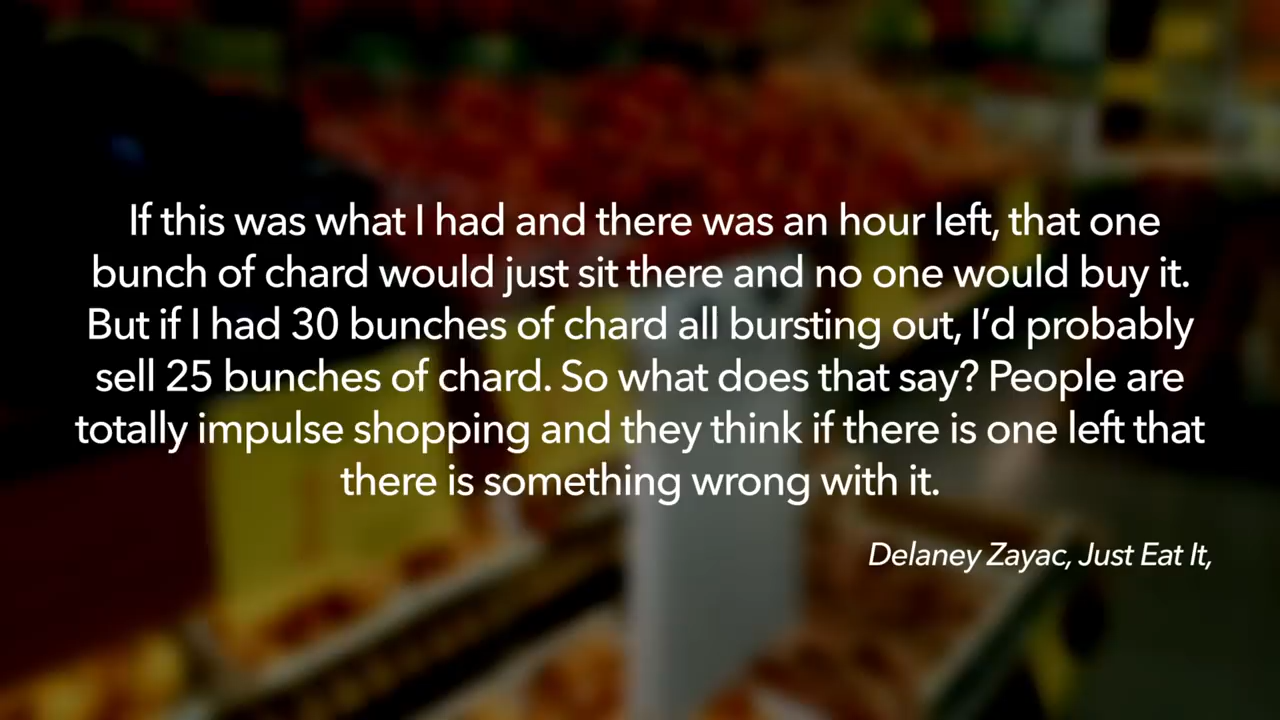 If this was what I had and there was an hour left, that one
bunch of chard would just sit there and no one would buy it.
But if I had 30 bunches of chard all bursting out, I’d probably
sell 25 bunches of chard. So what does that say? People are
totally impulse shopping and they think if there is one left that
there is something wrong with it.
Delaney Zayac, Just Eat It,